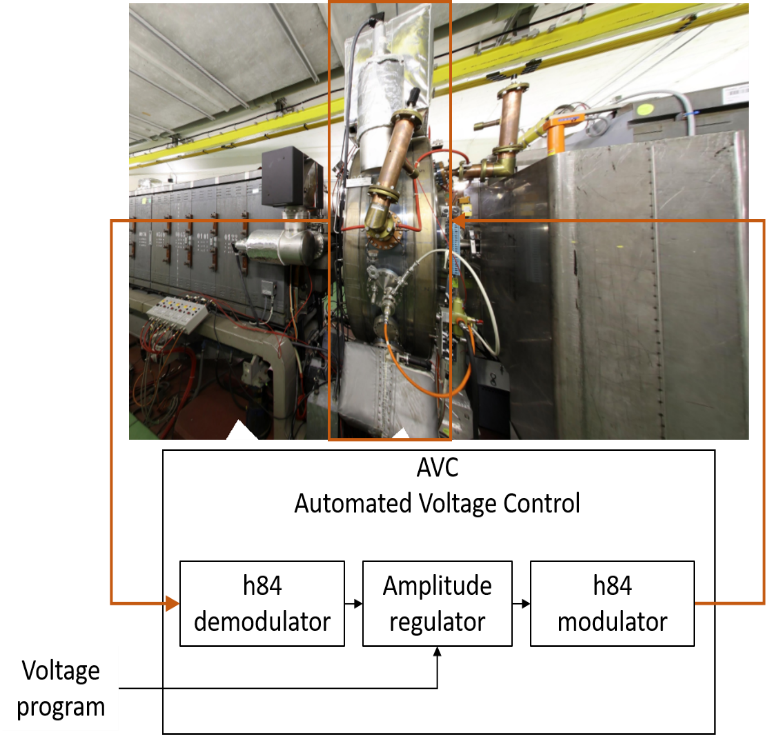 AVC
Automated Voltage Control
h84
demodulator
Amplitude
regulator
h84
modulator
Voltage
program